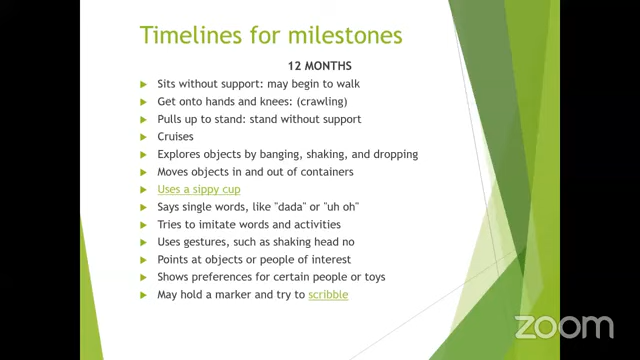 Timelines for milestones
12 MONTHS
Sits without support: may begin to walk
Get onto hands and knees: (crawling)
Pulls up to stand: stand without support
Cruises
Explores objects by banging, shaking, and dropping
Moves objects in and out of containers
Uses a sippy cup
Says single words, like "dada" or "uh oh"
Tries to imitate words and activities
Uses gestures, such as shaking head no
Points at objects or people of interest
Shows preferences for certain people or toys
May hold a marker and try to scribble
zoom